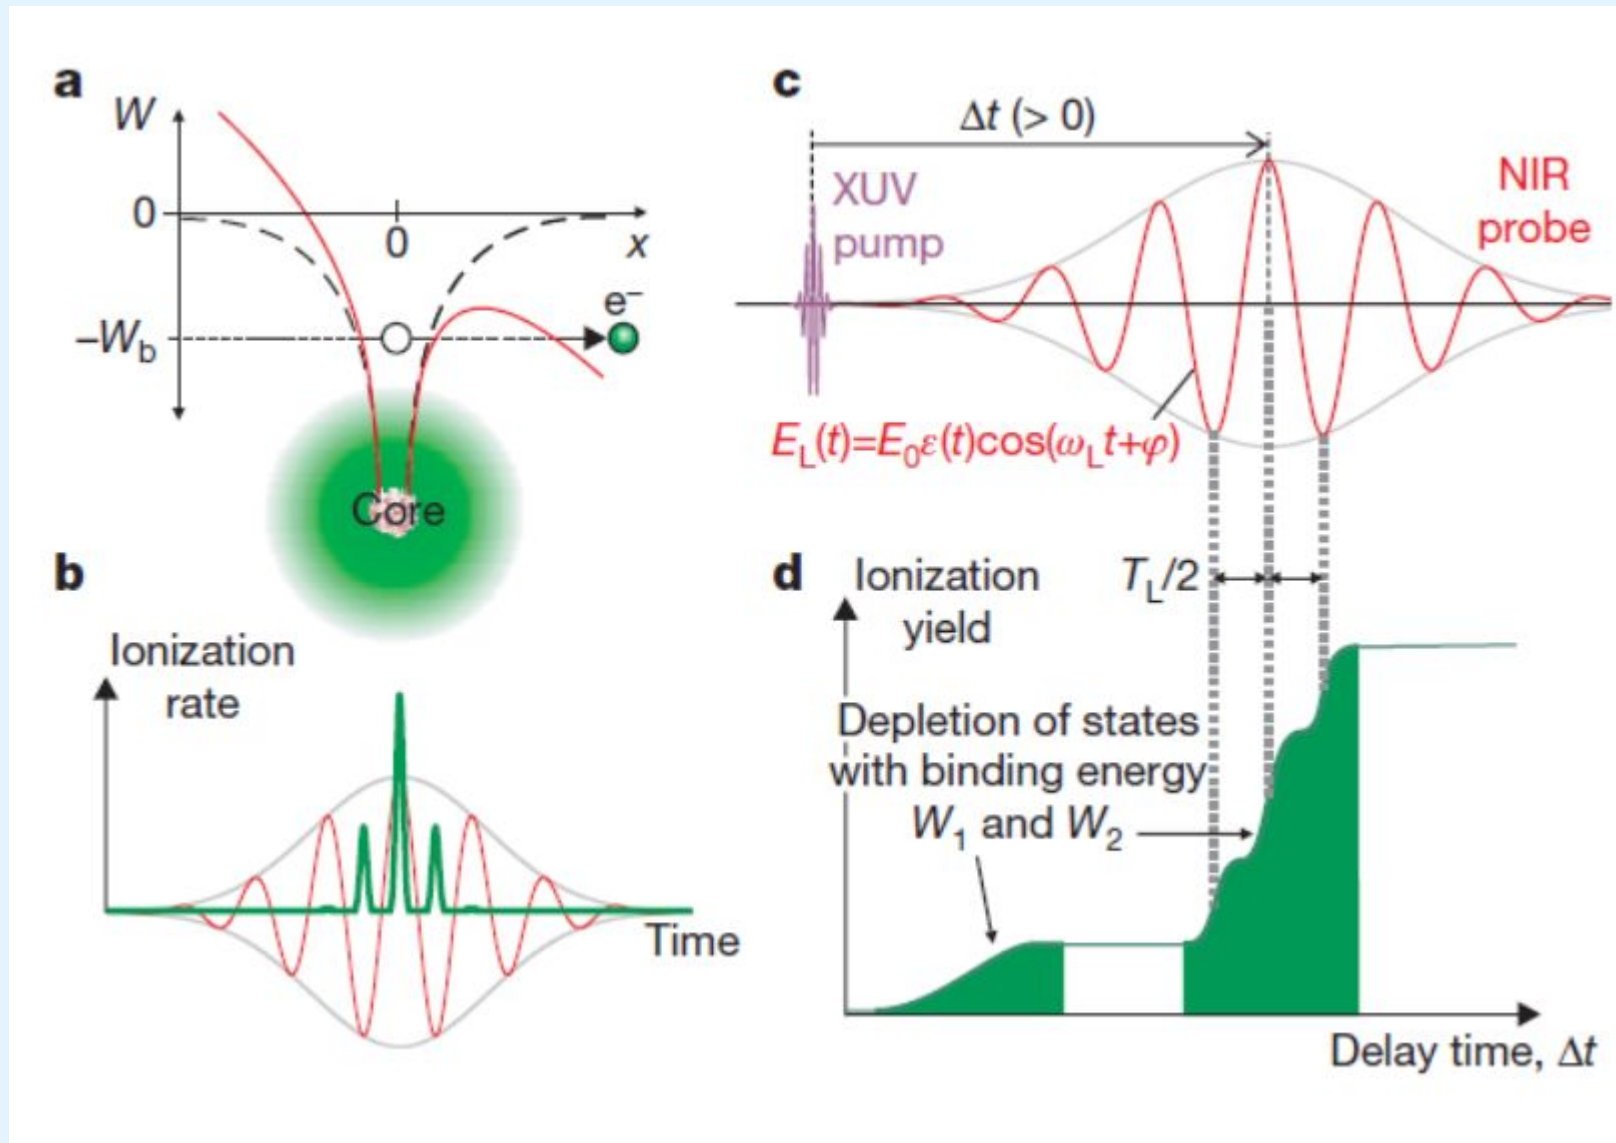 a
W
0
0
x
e⁻
–W_b
Core
b
Ionization
rate
Time
c
Δt (> 0)
XUV
pump
NIR
probe
E_L(t)=E_0ε(t)cos(ω_Lt+φ)
d
Ionization
yield
T_L/2
Depletion of states
with binding energy
W_1 and W_2
Delay time, Δt